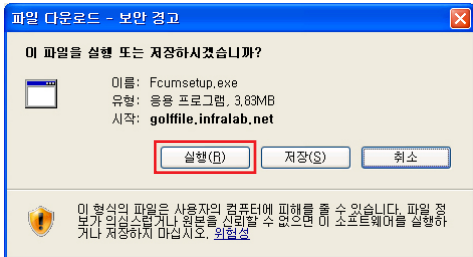 파일 다운로드 - 보안 경고
이 파일을 실행 또는 저장하시겠습니까?
이름: Fcumsetup.exe
유형: 응용 프로그램, 3.83MB
시작: golffile.infralab.net
실행(R) 저장(S) 취소
이 형식의 파일은 사용자의 컴퓨터에 피해를 줄 수 있습니다. 파일 정
보가 의심스럽거나 원본을 신뢰할 수 없으면 이 소프트웨어를 실행하
거나 저장하지 마십시오. 위험성